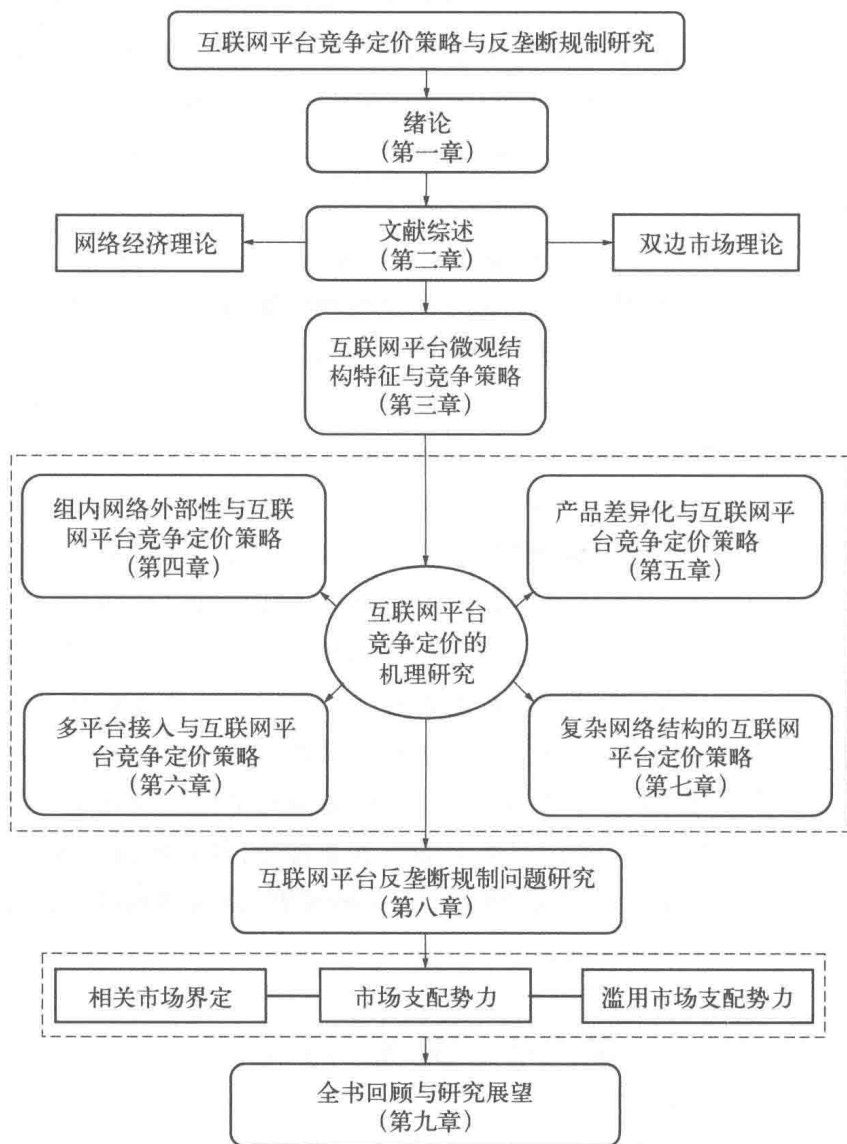 互联网平台竞争定价策略与反垄断规制研究
绪论
（第一章）
网络经济理论
文献综述
（第二章）
双边市场理论
互联网平台微观结
构特征与竞争策略
（第三章）
组内网络外部性与互联
网平台竞争定价策略
（第四章）
产品差异化与互联网平
台竞争定价策略
（第五章）
互联网平台
竞争定价的
机理研究
多平台接入与互联网平
台竞争定价策略
（第六章）
复杂网络结构的互联网
平台定价策略
（第七章）
互联网平台反垄断规制问题研究
（第八章）
相关市场界定
市场支配势力
滥用市场支配势力
全书回顾与研究展望
（第九章）